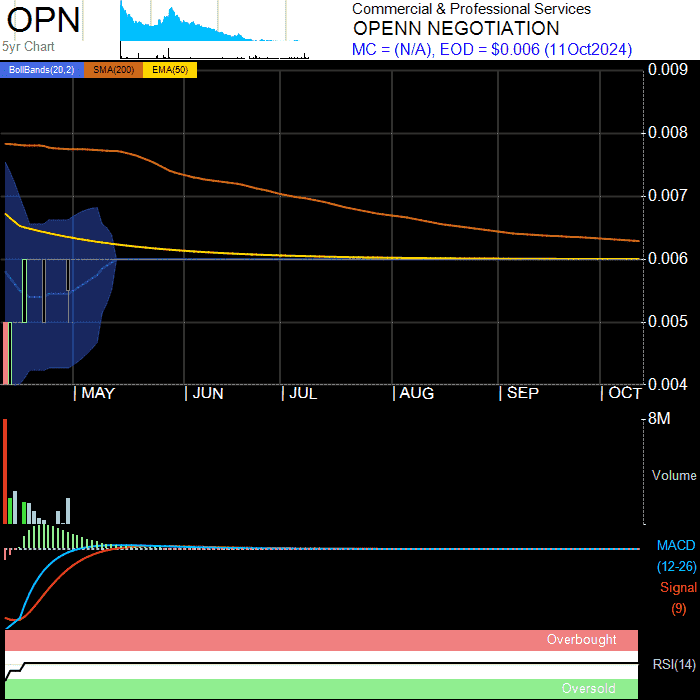 OPN
5yr Chart
Commercial & Professional Services
OPENN NEGOTIATION
MC = (N/A), EOD = $0.006 (11Oct2024)
BollBands(20,2) SMA(200) EMA(50)
0.009
0.008
0.007
0.006
0.005
0.004
MAY JUN JUL AUG SEP OCT
8M
Volume
MACD
(12-26)
Signal
(9)
Overbought
RSI(14)
Oversold